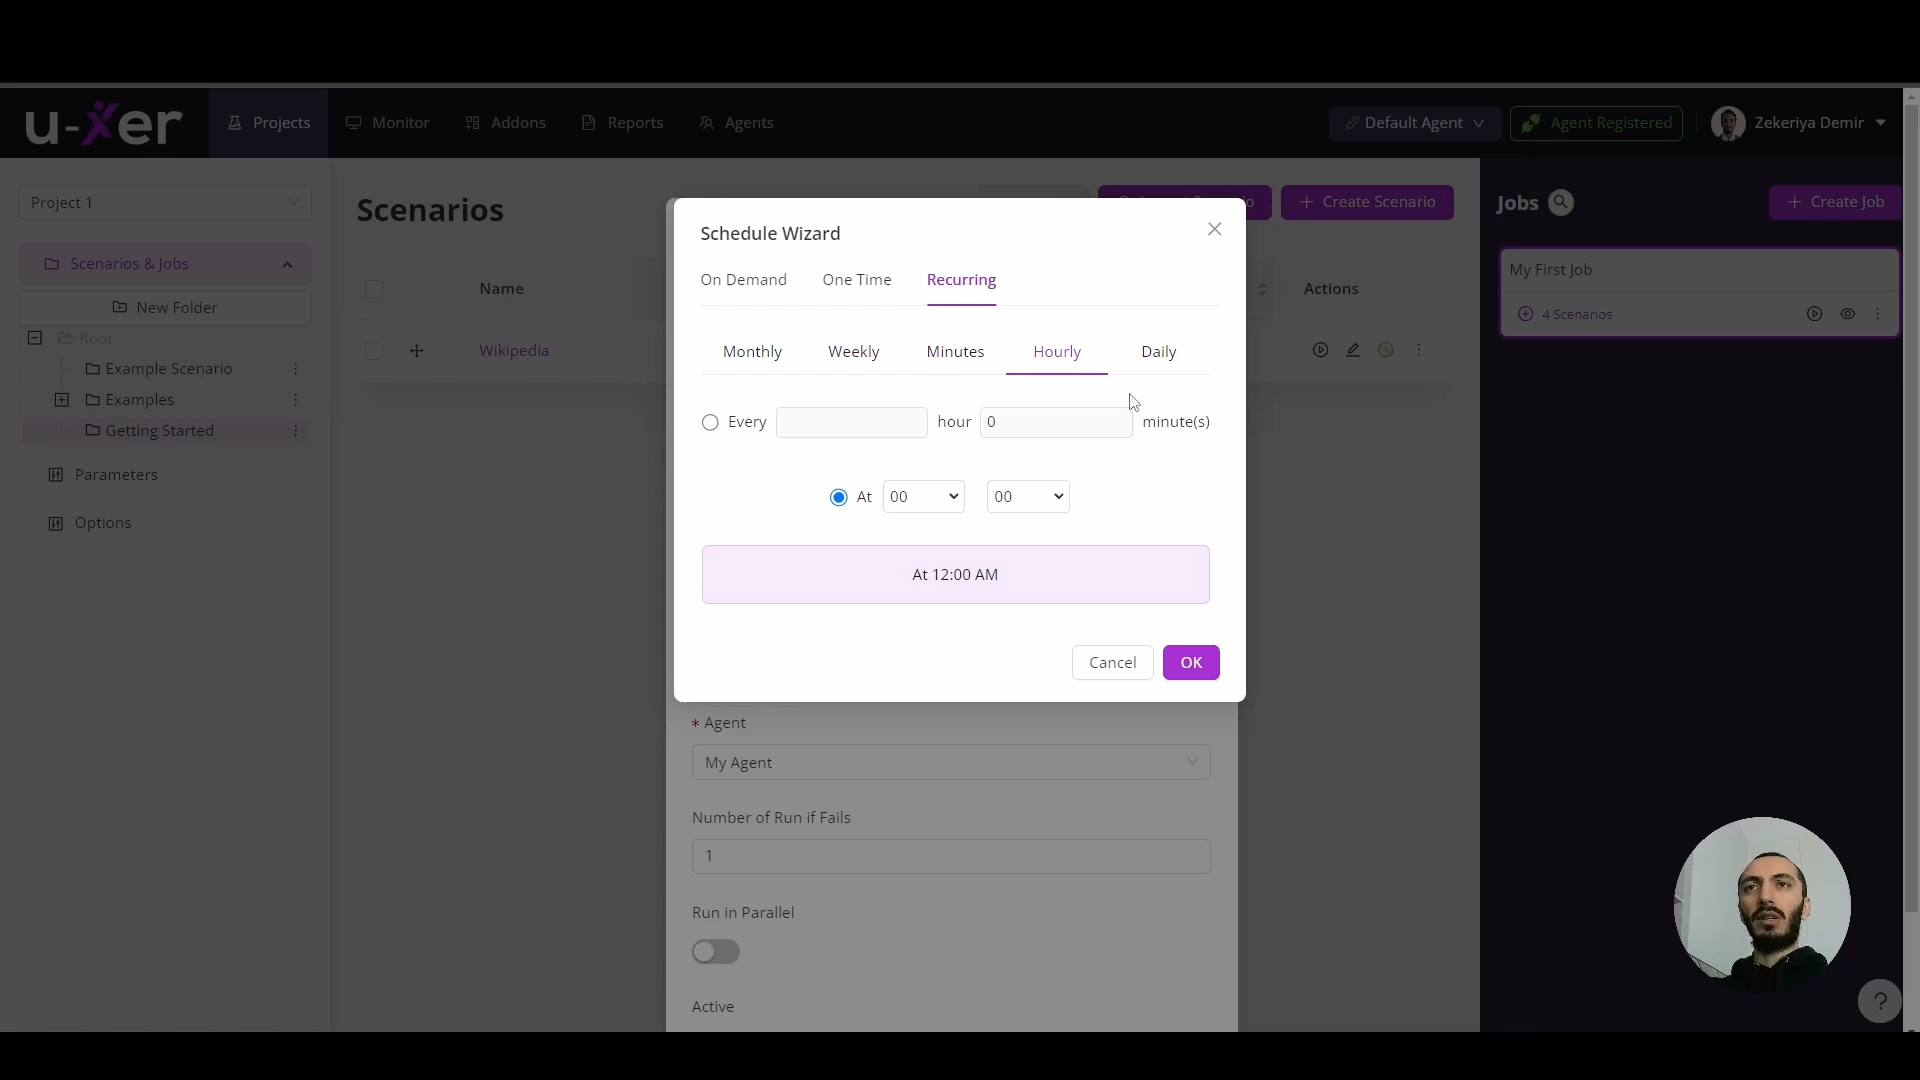 u-xer
Projects
Monitor
Addons
Reports
Agents
Default Agent
Agent Registered
Zekeriya Demir
Project 1
Scenarios & Jobs
New Folder
Root
Example Scenario
Examples
Getting Started
Parameters
Options
Scenarios
+ Create Scenario
Name
Actions
Wikipedia
Schedule Wizard
On Demand One Time Recurring
Monthly Weekly Minutes Hourly Daily
Every hour 0 minute(s)
At 00 00
At 12:00 AM
Cancel OK
* Agent
My Agent
Number of Run if Fails
1
Run in Parallel
Active
Jobs
+ Create Job
My First Job
4 Scenarios
?